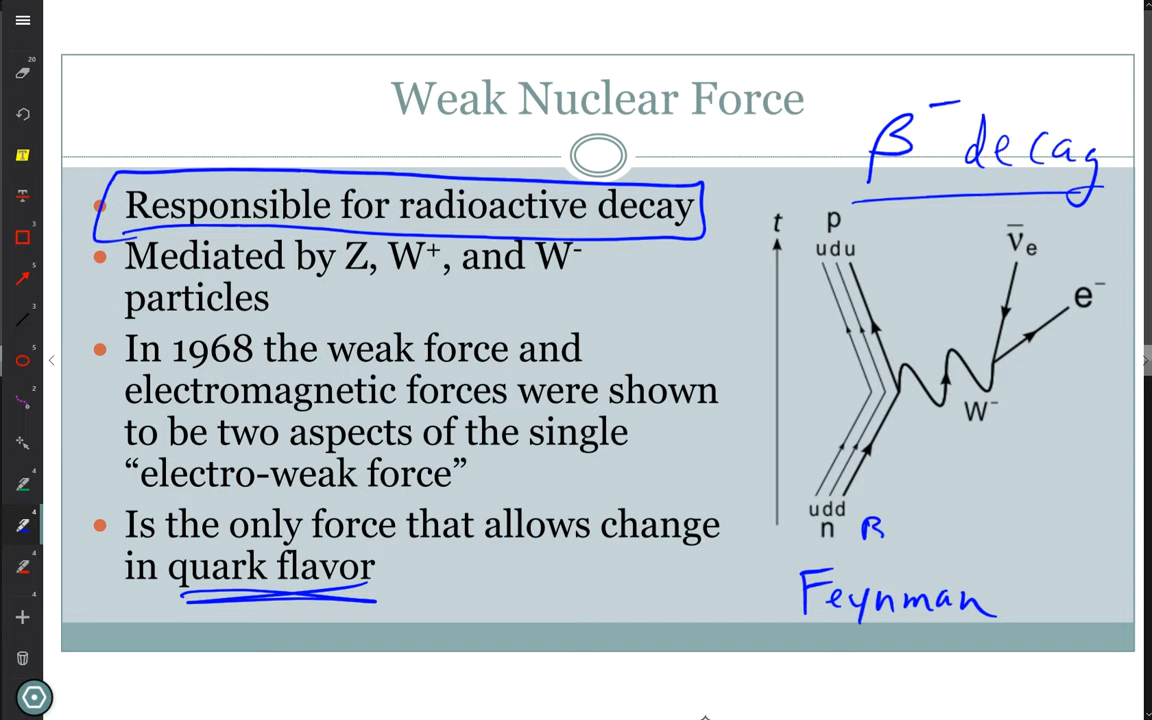 Weak Nuclear Force
β⁻ decay
• Responsible for radioactive decay
• Mediated by Z, W⁺, and W⁻
particles
• In 1968 the weak force and
electromagnetic forces were shown
to be two aspects of the single
“electro-weak force”
• Is the only force that allows change
in quark flavor
t
p
udu
ν̅e
e⁻
W⁻
udd
n
Feynman